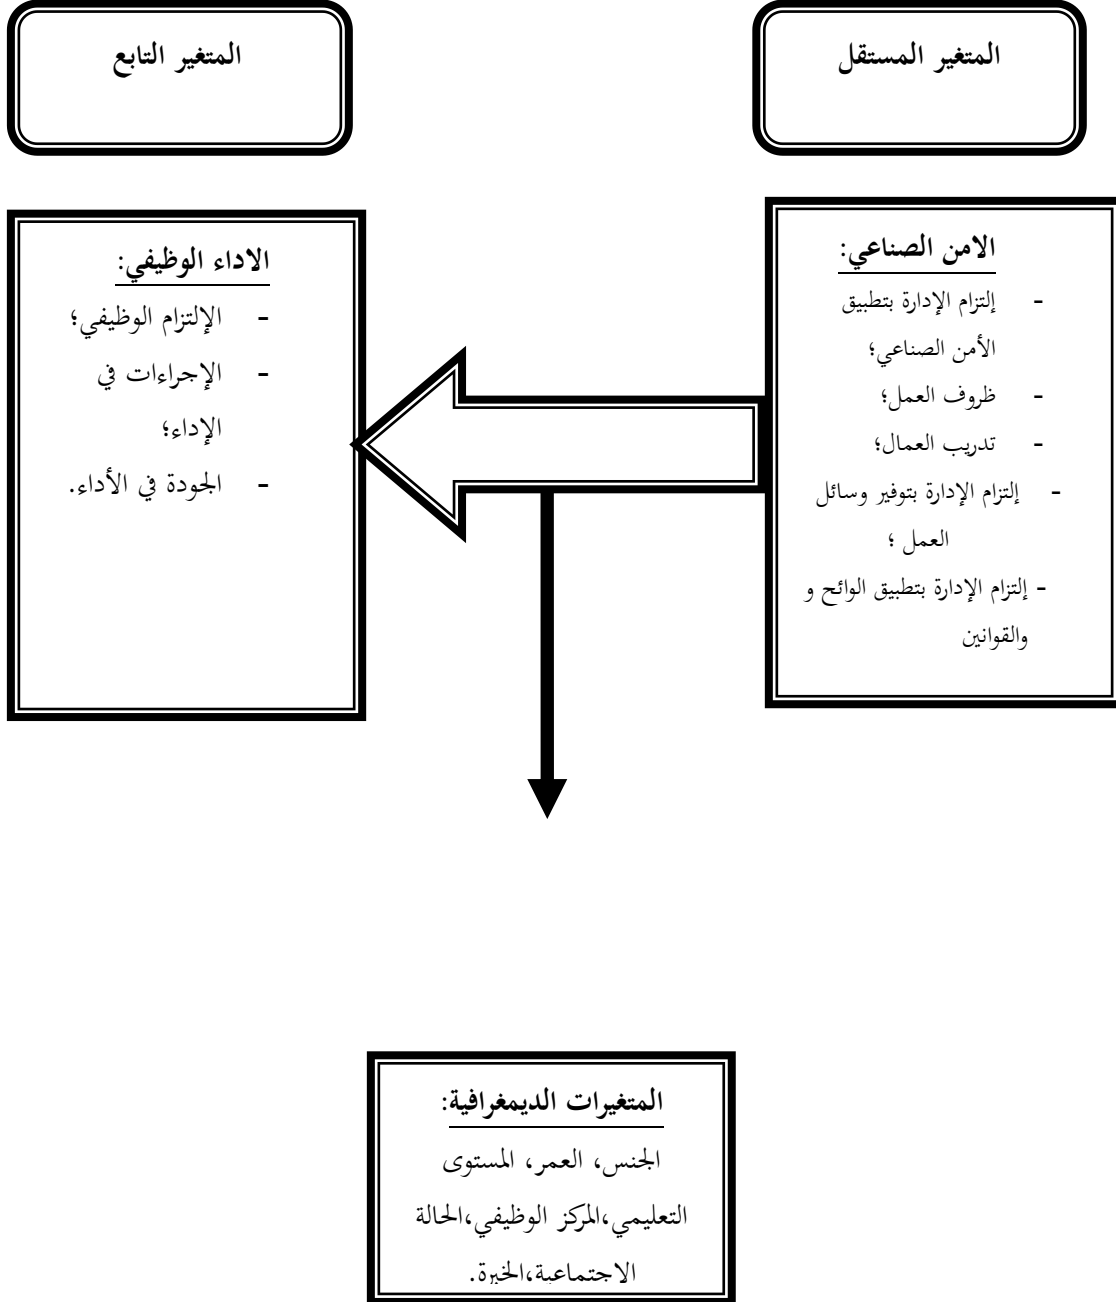 المتغير المستقل
المتغير التابع
الامن الصناعي:
- إلتزام الإدارة بتطبيق
الأمن الصناعي؛
- ظروف العمل؛
- تدريب العمال؛
- إلتزام الإدارة بتوفير وسائل
العمل ؛
- إلتزام الإدارة بتطبيق الوائح و
والقوانين
الاداء الوظيفي:
- الإلتزام الوظيفي؛
- الإجراءات في
الإداء؛
- الجودة في الأداء.
المتغيرات الديمغرافية:
الجنس، العمر، المستوى
التعليمي،المركز الوظيفي،الحالة
الاجتماعية،الخبرة.